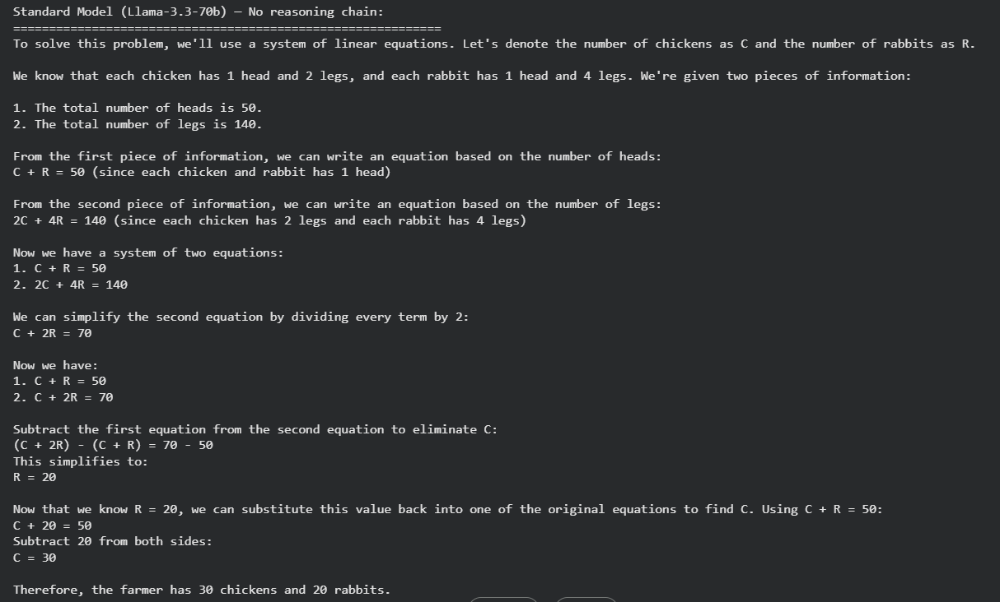 Standard Model (Llama-3.3-70b) — No reasoning chain:
============================================================
To solve this problem, we'll use a system of linear equations. Let's denote the number of chickens as C and the number of rabbits as R.
We know that each chicken has 1 head and 2 legs, and each rabbit has 1 head and 4 legs. We're given two pieces of information:
1. The total number of heads is 50.
2. The total number of legs is 140.
From the first piece of information, we can write an equation based on the number of heads:
C + R = 50 (since each chicken and rabbit has 1 head)
From the second piece of information, we can write an equation based on the number of legs:
2C + 4R = 140 (since each chicken has 2 legs and each rabbit has 4 legs)
Now we have a system of two equations:
1. C + R = 50
2. 2C + 4R = 140
We can simplify the second equation by dividing every term by 2:
C + 2R = 70
Now we have:
1. C + R = 50
2. C + 2R = 70
Subtract the first equation from the second equation to eliminate C:
(C + 2R) - (C + R) = 70 - 50
This simplifies to:
R = 20
Now that we know R = 20, we can substitute this value back into one of the original equations to find C. Using C + R = 50:
C + 20 = 50
Subtract 20 from both sides:
C = 30
Therefore, the farmer has 30 chickens and 20 rabbits.